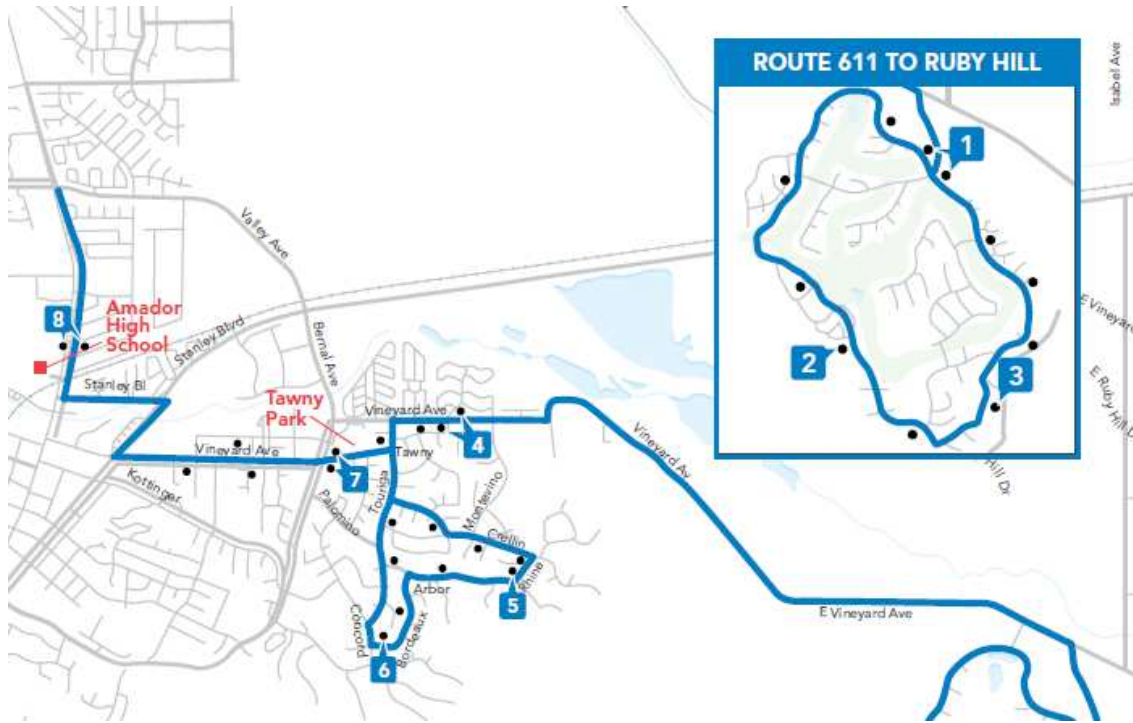 ROUTE 611 TO RUBY HILL
Isabel Ave
1
2
3
E Vineyard
E Ruby Hill D
Hill Dr
Valley Ave
Amador
High
School
8
Stanley Blvd
Stanley Bl
Bernal Ave
Tawny
Park
Vineyard Ave
4
Tawny
Vineyard Ave
7
Vineyard Av
Kottinger
Palomino
Touriga
Montevino
Crellin
Rhine
5
Arbor
Concord
Bordeaux
6
E Vineyard Ave